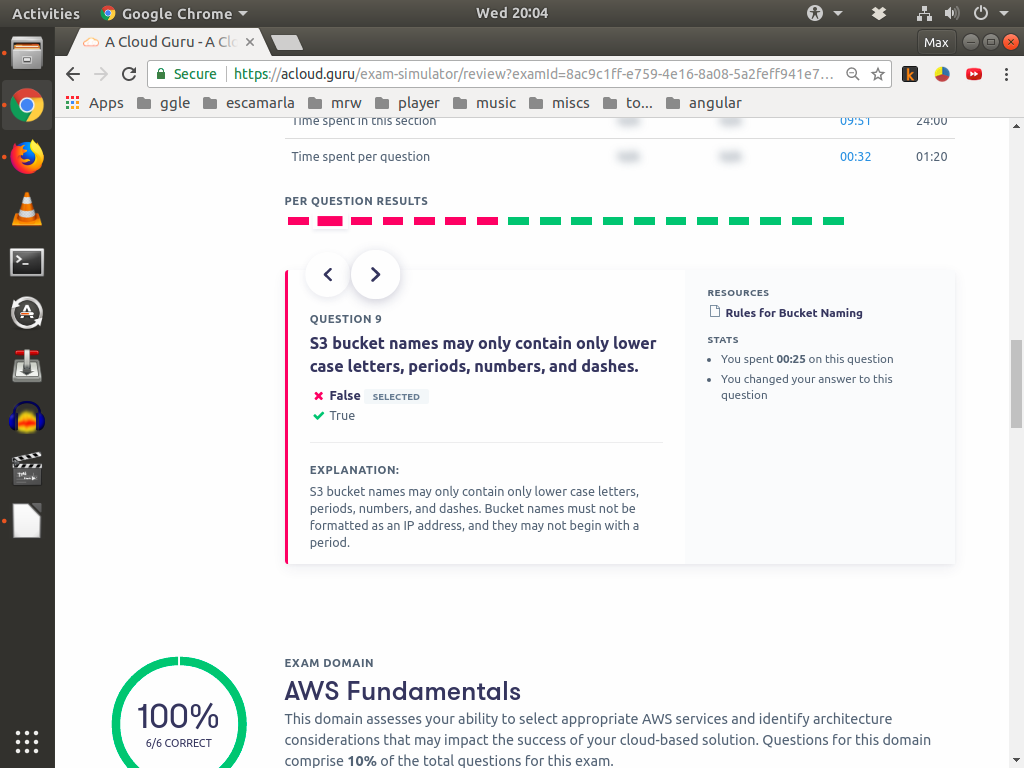 Activities Google Chrome Wed 20:04
A Cloud Guru - A Clo Max
Secure https://acloud.guru/exam-simulator/review?examId=8ac9c1ff-e759-4e16-8a08-5a2feff941e7...
Apps ggle escamarla mrw player music miscs to... angular
Time spent in this section 09:51 24:00
Time spent per question 00:32 01:20
PER QUESTION RESULTS
QUESTION 9
S3 bucket names may only contain only lower
case letters, periods, numbers, and dashes.
False SELECTED
True
EXPLANATION:
S3 bucket names may only contain only lower case letters,
periods, numbers, and dashes. Bucket names must not be
formatted as an IP address, and they may not begin with a
period.
RESOURCES
Rules for Bucket Naming
STATS
• You spent 00:25 on this question
• You changed your answer to this
question
100%
6/6 CORRECT
EXAM DOMAIN
AWS Fundamentals
This domain assesses your ability to select appropriate AWS services and identify architecture
considerations that may impact the success of your cloud-based solution. Questions for this domain
comprise 10% of the total questions for this exam.